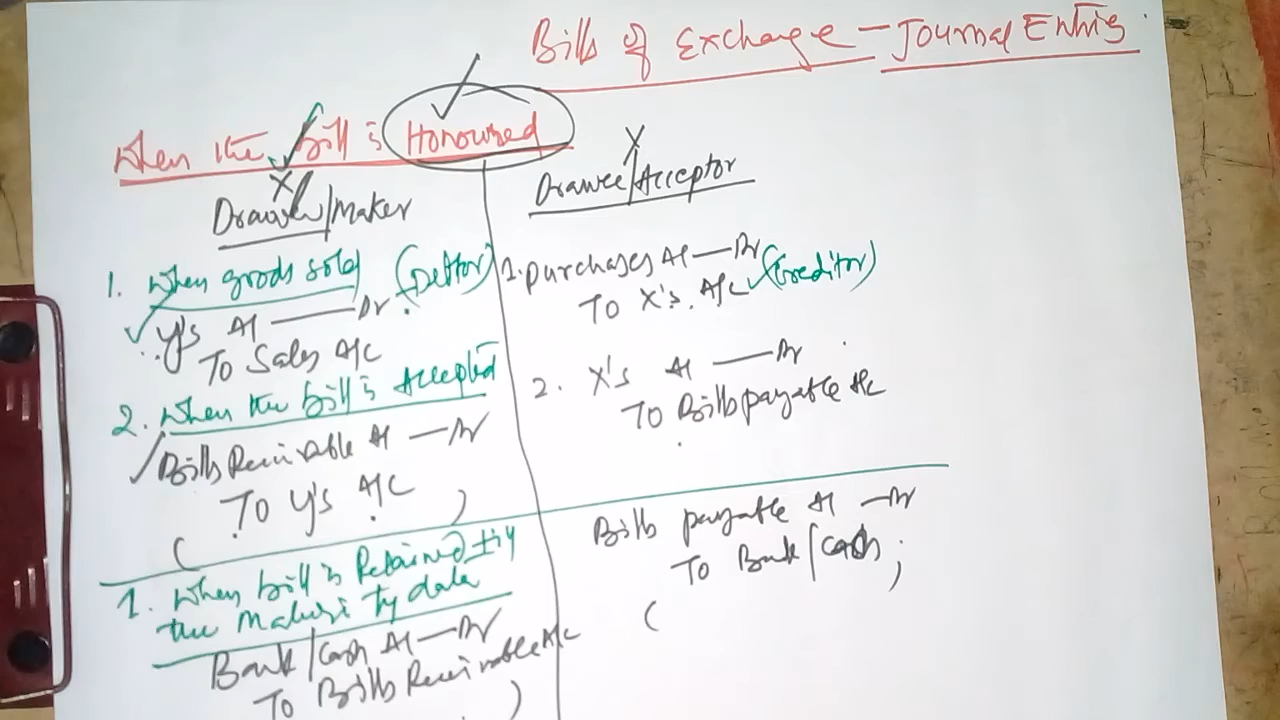 Bills of Exchange - Journal Entries
When the bill is Honoured
X
Drawer/Maker
1. When goods sold (Debtor)
Y's A/c — Dr
To Sales A/c
2. When the bill is Accepted
Bills Receivable A/c — Dr
To Y's A/c
( )
1. When bill is Retained till
the Maturity date
Bank/Cash A/c — Dr
To Bills Receivable A/c
)
X
Drawee/Acceptor
1. purchases A/c — Dr
To X's A/c (Creditor)
2. X's A/c — Dr
To Bills payable A/c
Bills payable A/c — Dr
To Bank/Cash
( )